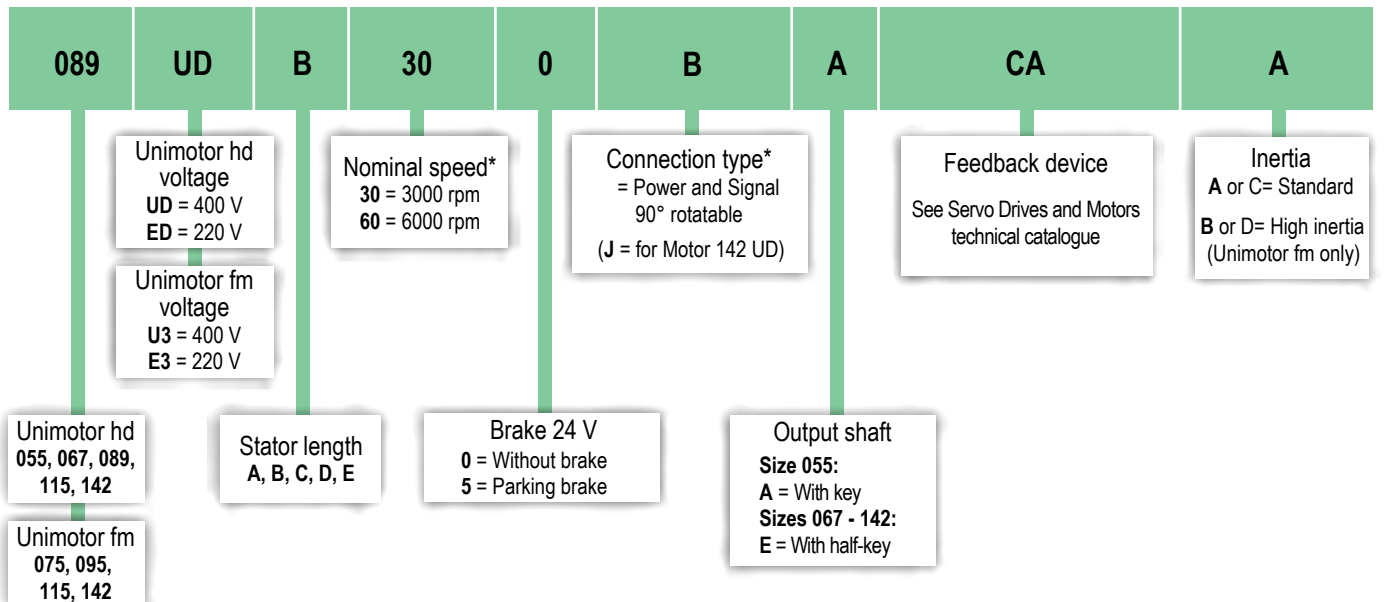 089 UD B 30 0 B A CA A
Unimotor hd
voltage
UD = 400 V
ED = 220 V
Unimotor fm
voltage
U3 = 400 V
E3 = 220 V
Nominal speed*
30 = 3000 rpm
60 = 6000 rpm
Connection type*
= Power and Signal
90° rotatable
(J = for Motor 142 UD)
Feedback device
See Servo Drives and Motors
technical catalogue
Inertia
A or C= Standard
B or D= High inertia
(Unimotor fm only)
Unimotor hd
055, 067, 089,
115, 142
Unimotor fm
075, 095,
115, 142
Stator length
A, B, C, D, E
Brake 24 V
0 = Without brake
5 = Parking brake
Output shaft
Size 055:
A = With key
Sizes 067 - 142:
E = With half-key